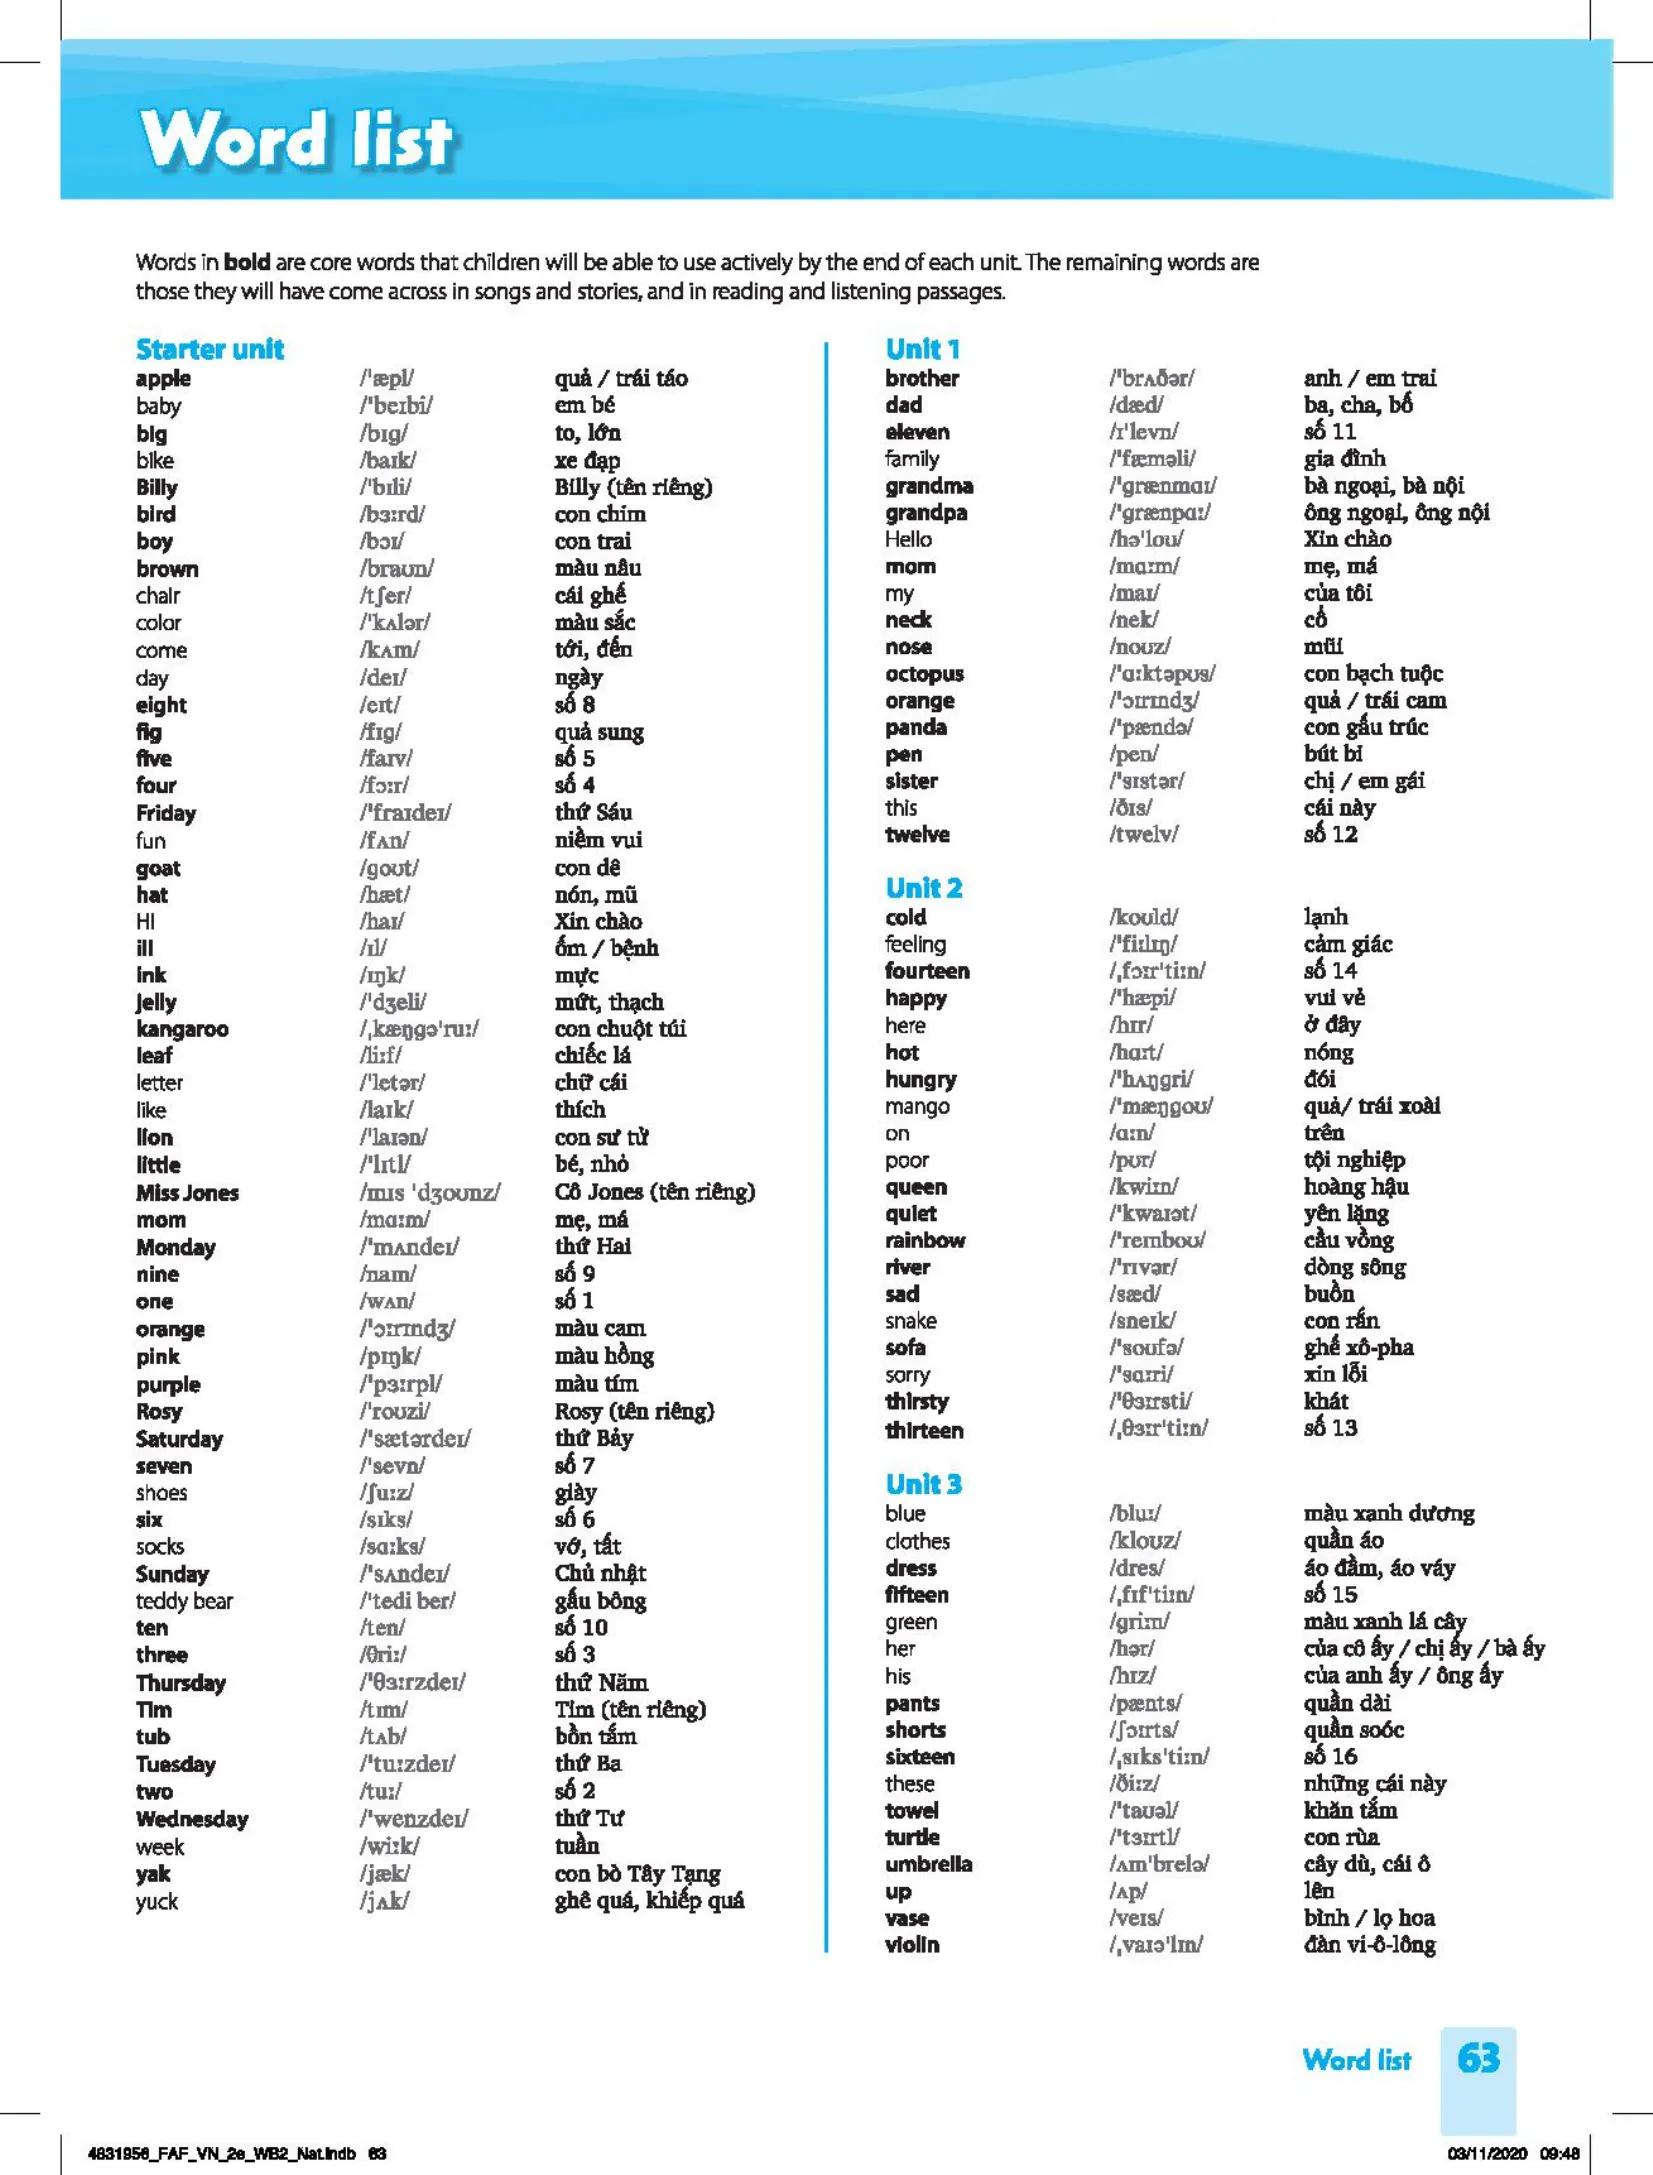 Word list
Words in bold are core words that children will be able to use actively by the end of each unit. The remaining words are
those they will have come across in songs and stories, and in reading and listening passages.
Starter unit
apple /ˈæpl/ quả / trái táo
baby /ˈbeɪbi/ em bé
big /bɪɡ/ to, lớn
bike /baɪk/ xe đạp
Billy /ˈbɪli/ Billy (tên riêng)
bird /bɜːrd/ con chim
boy /bɔɪ/ con trai
brown /braʊn/ màu nâu
chair /tʃer/ cái ghế
color /ˈkʌlər/ màu sắc
come /kʌm/ tới, đến
day /deɪ/ ngày
eight /eɪt/ số 8
fig /fɪɡ/ quả sung
five /faɪv/ số 5
four /fɔːr/ số 4
Friday /ˈfraɪdeɪ/ thứ Sáu
fun /fʌn/ niềm vui
goat /ɡoʊt/ con dê
hat /hæt/ nón, mũ
Hi /haɪ/ Xin chào
ill /ɪl/ ốm / bệnh
ink /ɪŋk/ mực
jelly /ˈdʒeli/ mứt, thạch
kangaroo /ˌkæŋɡəˈruː/ con chuột túi
leaf /liːf/ chiếc lá
letter /ˈletər/ chữ cái
like /laɪk/ thích
lion /ˈlaɪən/ con sư tử
little /ˈlɪtl/ bé, nhỏ
Miss Jones /mɪs ˈdʒoʊnz/ Cô Jones (tên riêng)
mom /mɑːm/ mẹ, má
Monday /ˈmʌndeɪ/ thứ Hai
nine /naɪn/ số 9
one /wʌn/ số 1
orange /ˈɔːrɪndʒ/ màu cam
pink /pɪŋk/ màu hồng
purple /ˈpɜːrpl/ màu tím
Rosy /ˈroʊzi/ Rosy (tên riêng)
Saturday /ˈsætərdeɪ/ thứ Bảy
seven /ˈsevn/ số 7
shoes /ʃuːz/ giày
six /sɪks/ số 6
socks /sɑːks/ vớ, tất
Sunday /ˈsʌndeɪ/ Chủ nhật
teddy bear /ˈtedi ber/ gấu bông
ten /ten/ số 10
three /θriː/ số 3
Thursday /ˈθɜːrzdeɪ/ thứ Năm
Tim /tɪm/ Tim (tên riêng)
tub /tʌb/ bồn tắm
Tuesday /ˈtuːzdeɪ/ thứ Ba
two /tuː/ số 2
Wednesday /ˈwenzdeɪ/ thứ Tư
week /wiːk/ tuần
yak /jæk/ con bò Tây Tạng
yuck /jʌk/ ghê quá, khiếp quá
Unit 1
brother /ˈbrʌðər/ anh / em trai
dad /dæd/ ba, cha, bố
eleven /ɪˈlevn/ số 11
family /ˈfæməli/ gia đình
grandma /ˈɡrænmɑː/ bà ngoại, bà nội
grandpa /ˈɡrænpɑː/ ông ngoại, ông nội
Hello /həˈloʊ/ Xin chào
mom /mɑːm/ mẹ, má
my /maɪ/ của tôi
neck /nek/ cổ
nose /noʊz/ mũi
octopus /ˈɑːktəpʊs/ con bạch tuộc
orange /ˈɔːrɪndʒ/ quả / trái cam
panda /ˈpændə/ con gấu trúc
pen /pen/ bút bi
sister /ˈsɪstər/ chị / em gái
this /ðɪs/ cái này
twelve /twelv/ số 12
Unit 2
cold /koʊld/ lạnh
feeling /ˈfiːlɪŋ/ cảm giác
fourteen /ˌfɔːrˈtiːn/ số 14
happy /ˈhæpi/ vui vẻ
here /hɪr/ ở đây
hot /hɑːt/ nóng
hungry /ˈhʌŋɡri/ đói
mango /ˈmæŋɡoʊ/ quả/ trái xoài
on /ɑːn/ trên
poor /pʊr/ tội nghiệp
queen /kwiːn/ hoàng hậu
quiet /ˈkwaɪət/ yên lặng
rainbow /ˈreɪnboʊ/ cầu vồng
river /ˈrɪvər/ dòng sông
sad /sæd/ buồn
snake /sneɪk/ con rắn
sofa /ˈsoʊfə/ ghế xô-pha
sorry /ˈsɑːri/ xin lỗi
thirsty /ˈθɜːrsti/ khát
thirteen /ˌθɜːrˈtiːn/ số 13
Unit 3
blue /bluː/ màu xanh dương
clothes /kloʊz/ quần áo
dress /dres/ áo đầm, áo váy
fifteen /ˌfɪfˈtiːn/ số 15
green /ɡriːn/ màu xanh lá cây
her /hər/ của cô ấy / chị ấy / bà ấy
his /hɪz/ của anh ấy / ông ấy
pants /pænts/ quần dài
shorts /ʃɔːrts/ quần soóc
sixteen /ˌsɪksˈtiːn/ số 16
these /ðiːz/ những cái này
towel /ˈtaʊəl/ khăn tắm
turtle /ˈtɜːrtl/ con rùa
umbrella /ʌmˈbrelə/ cây dù, cái ô
up /ʌp/ lên
vase /veɪs/ bình / lọ hoa
violin /ˌvaɪəˈlɪn/ đàn vi-ô-lông
Word list 63
4831956_FAF_VN_2e_WB2_Nat.indb 63 03/11/2020 09:48